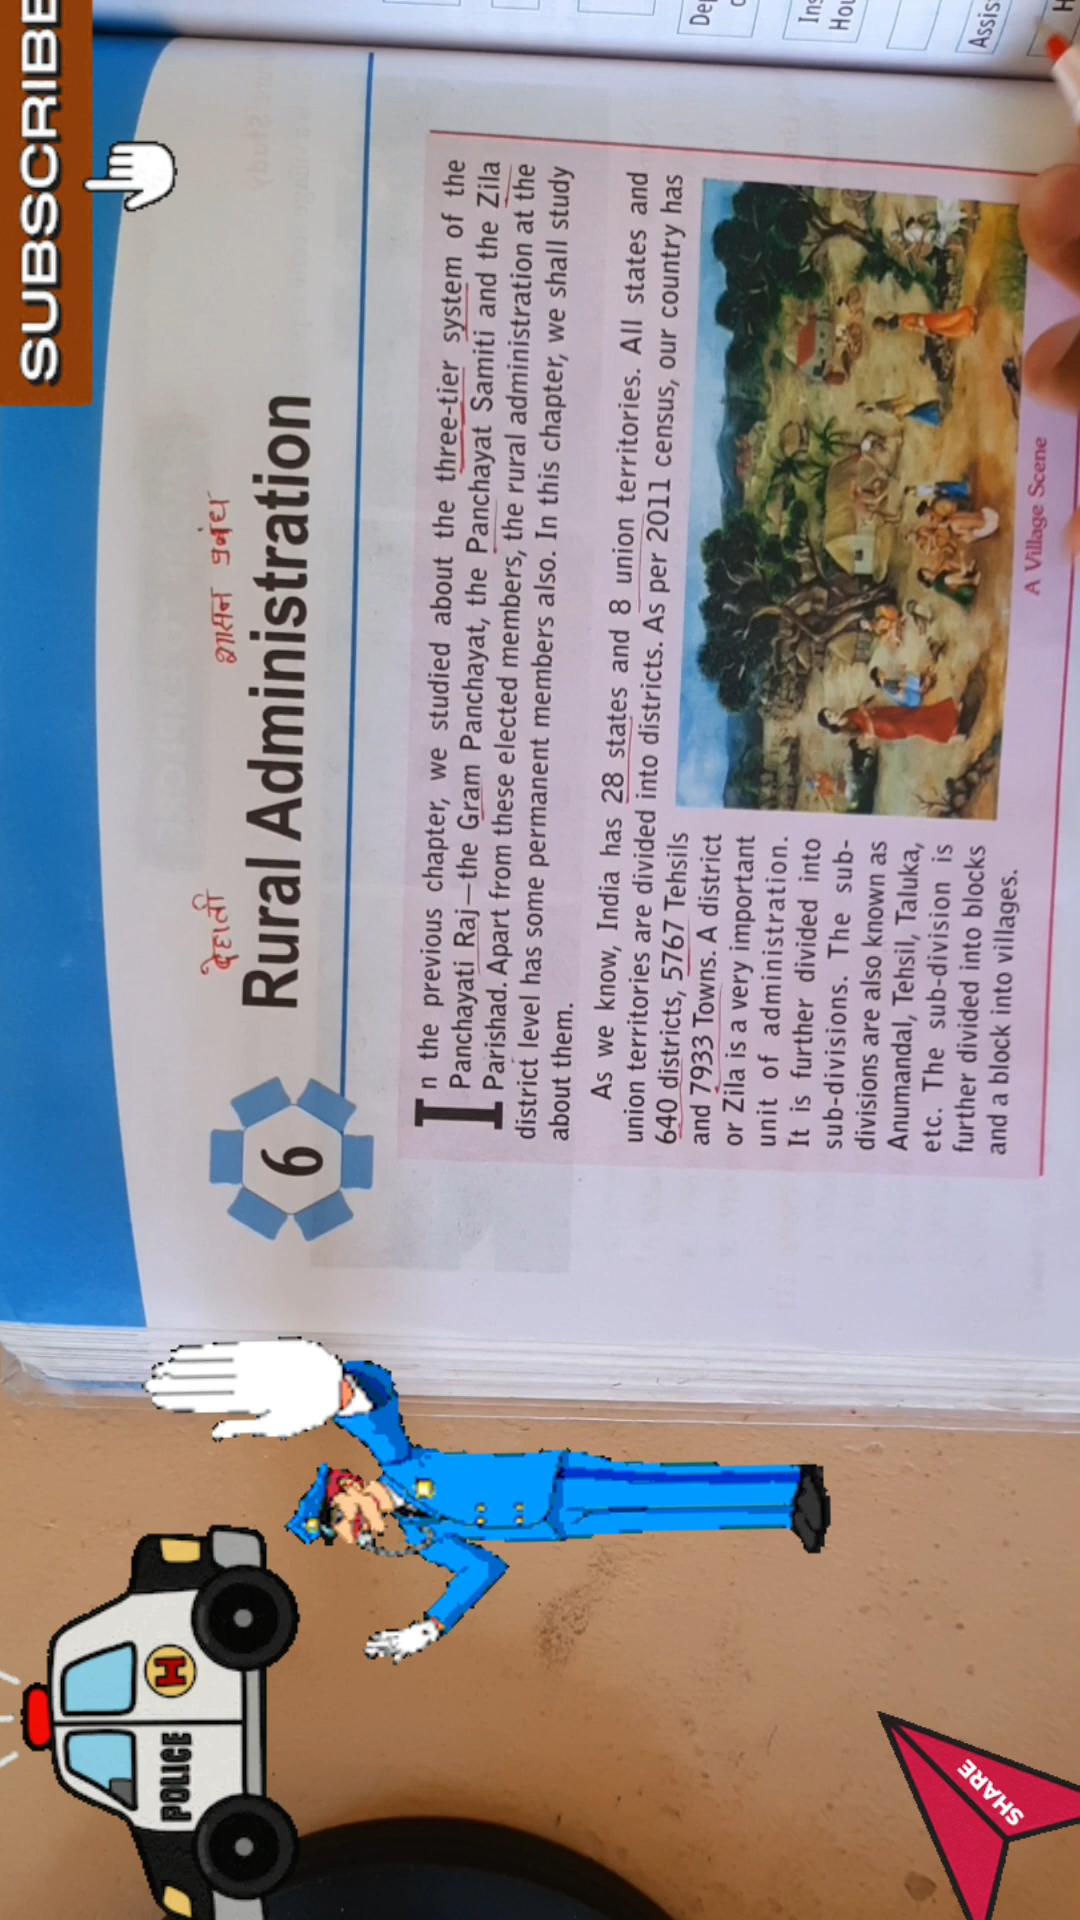 SUBSCRIBE
Assis
देहाती शासन प्रबंध
6 Rural Administration
In the previous chapter, we studied about the three-tier system of the
Panchayati Raj—the Gram Panchayat, the Panchayat Samiti and the Zila
Parishad. Apart from these elected members, the rural administration at the
district level has some permanent members also. In this chapter, we shall study
about them.
As we know, India has 28 states and 8 union territories. All states and
union territories are divided into districts. As per 2011 census, our country has
640 districts, 5767 Tehsils
and 7933 Towns. A district
or Zila is a very important
unit of administration.
It is further divided into
sub-divisions. The sub-
divisions are also known as
Anumandal, Tehsil, Taluka,
etc. The sub-division is
further divided into blocks
and a block into villages.
A Village Scene
POLICE
H
SHARE